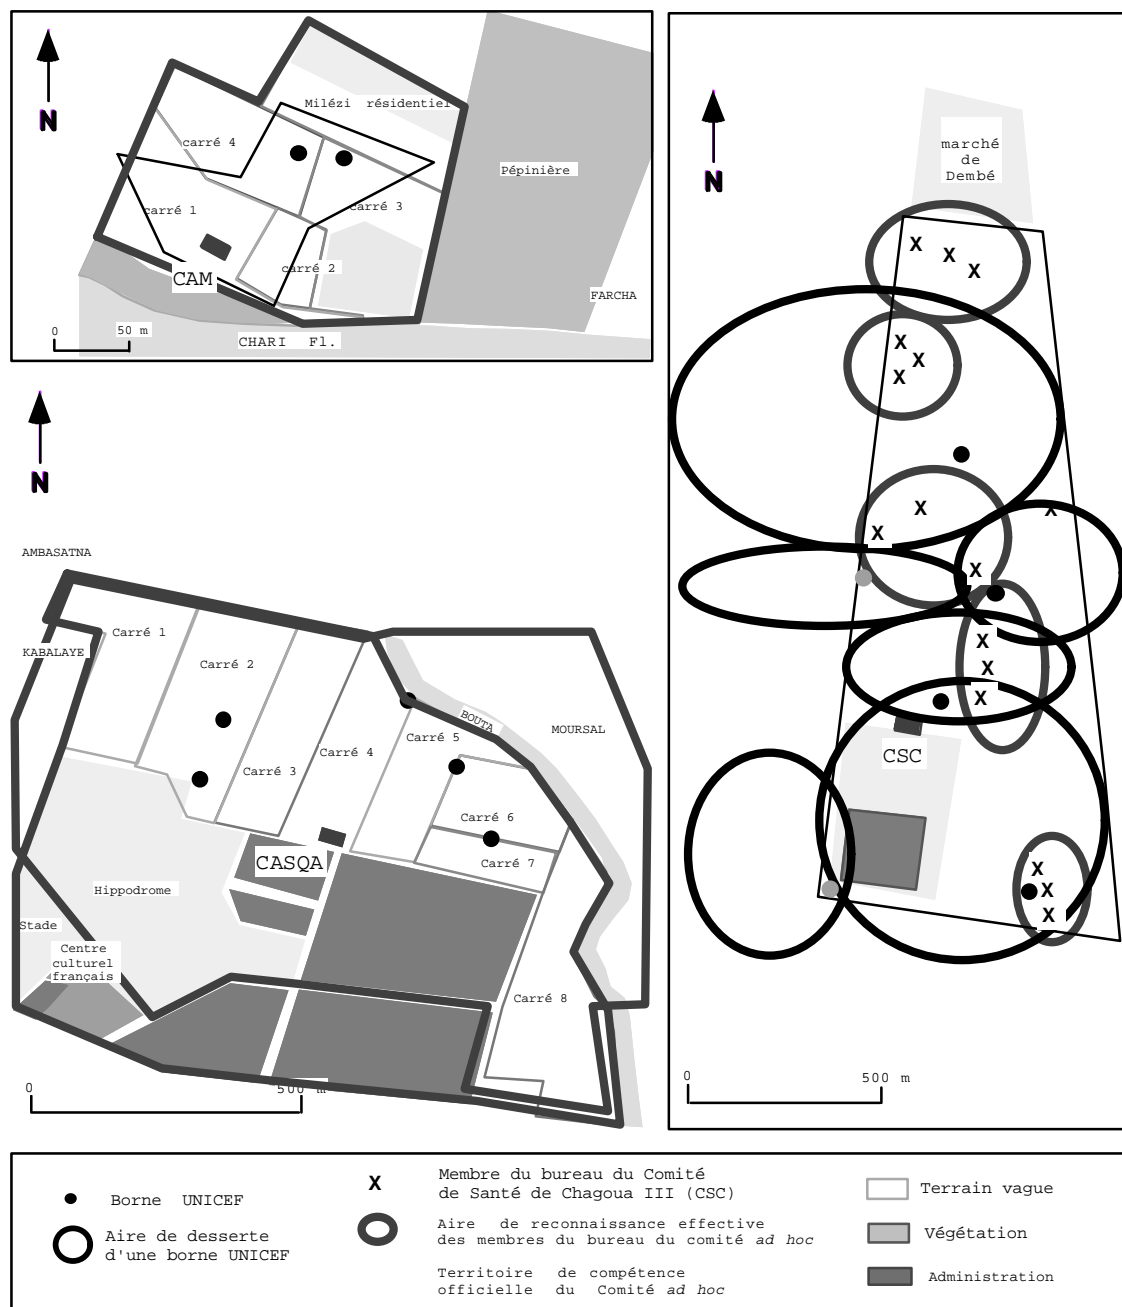 N
Milézi résidentiel
carré 4
carré 1
carré 3
carré 2
CAM
Pépinière
FARCHA
0 50 m
CHARI Fl.
N
AMBASATNA
KABALAYE
Carré 1
Carré 2
Carré 3
Carré 4
Carré 5
Carré 6
Carré 7
Carré 8
BOUTA
MOURSAL
CASQA
Hippodrome
Stade
Centre
culturel
français
0 500 m
N
marché
de
Dembé
X X X
X X X
X X X
X
X X X
CSC
X X X
0 500 m
Borne UNICEF
Aire de desserte
d'une borne UNICEF
X
Membre du bureau du Comité
de Santé de Chagoua III (CSC)
Aire de reconnaissance effective
des membres du bureau du comité ad hoc
Territoire de compétence
officielle du Comité ad hoc
Terrain vague
Végétation
Administration